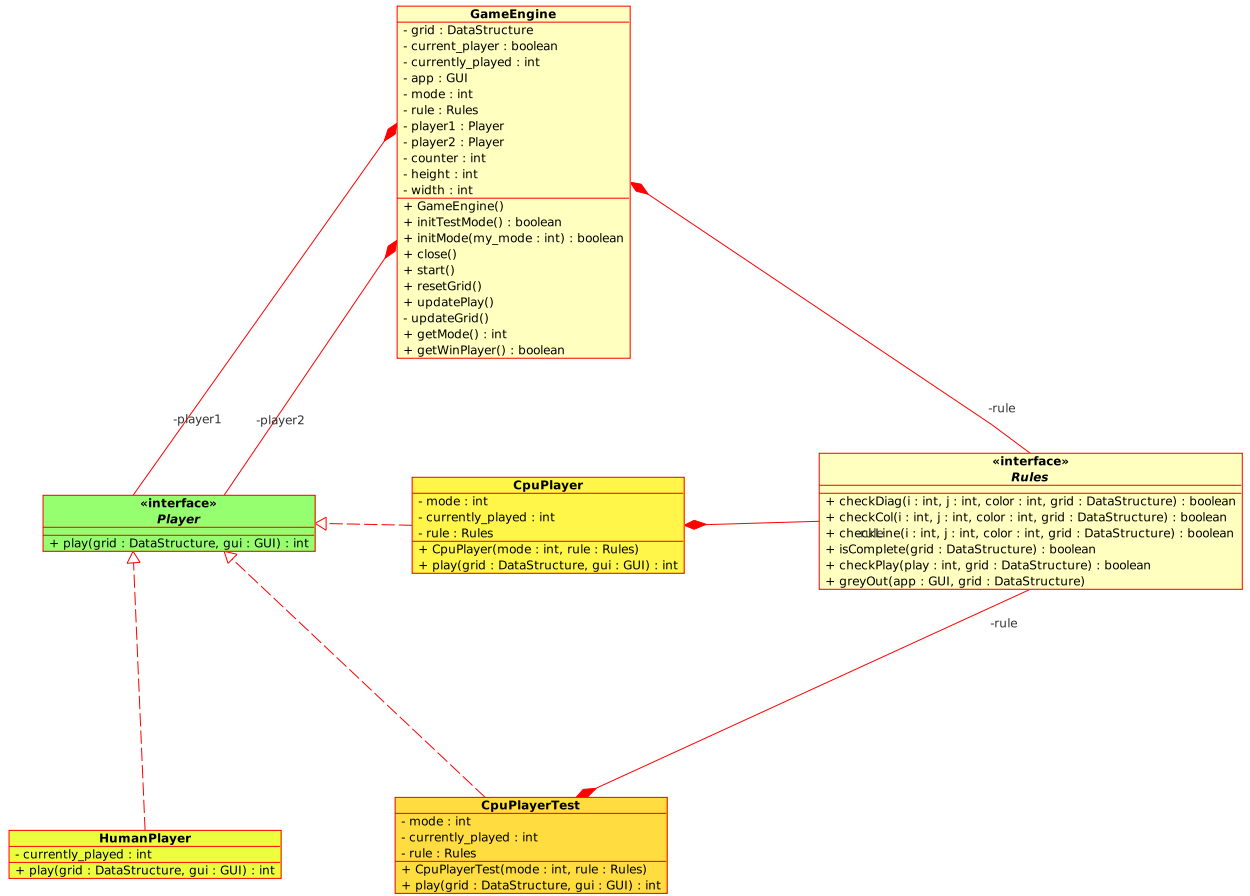 GameEngine
- grid : DataStructure
- current_player : boolean
- currently_played : int
- app : GUI
- mode : int
- rule : Rules
- player1 : Player
- player2 : Player
- counter : int
- height : int
- width : int
+ GameEngine()
+ initTestMode() : boolean
+ initMode(my_mode : int) : boolean
+ close()
+ start()
+ resetGrid()
+ updatePlay()
- updateGrid()
+ getMode() : int
+ getWinPlayer() : boolean
-player1
-player2
-rule
«interface»
Player
+ play(grid : DataStructure, gui : GUI) : int
CpuPlayer
- mode : int
- currently_played : int
- rule : Rules
+ CpuPlayer(mode : int, rule : Rules)
+ play(grid : DataStructure, gui : GUI) : int
«interface»
Rules
+ checkDiag(i : int, j : int, color : int, grid : DataStructure) : boolean
+ checkCol(i : int, j : int, color : int, grid : DataStructure) : boolean
+ checkLine(i : int, j : int, color : int, grid : DataStructure) : boolean
+ isComplete(grid : DataStructure) : boolean
+ checkPlay(play : int, grid : DataStructure) : boolean
+ greyOut(app : GUI, grid : DataStructure)
-rule
HumanPlayer
- currently_played : int
+ play(grid : DataStructure, gui : GUI) : int
CpuPlayerTest
- mode : int
- currently_played : int
- rule : Rules
+ CpuPlayerTest(mode : int, rule : Rules)
+ play(grid : DataStructure, gui : GUI) : int